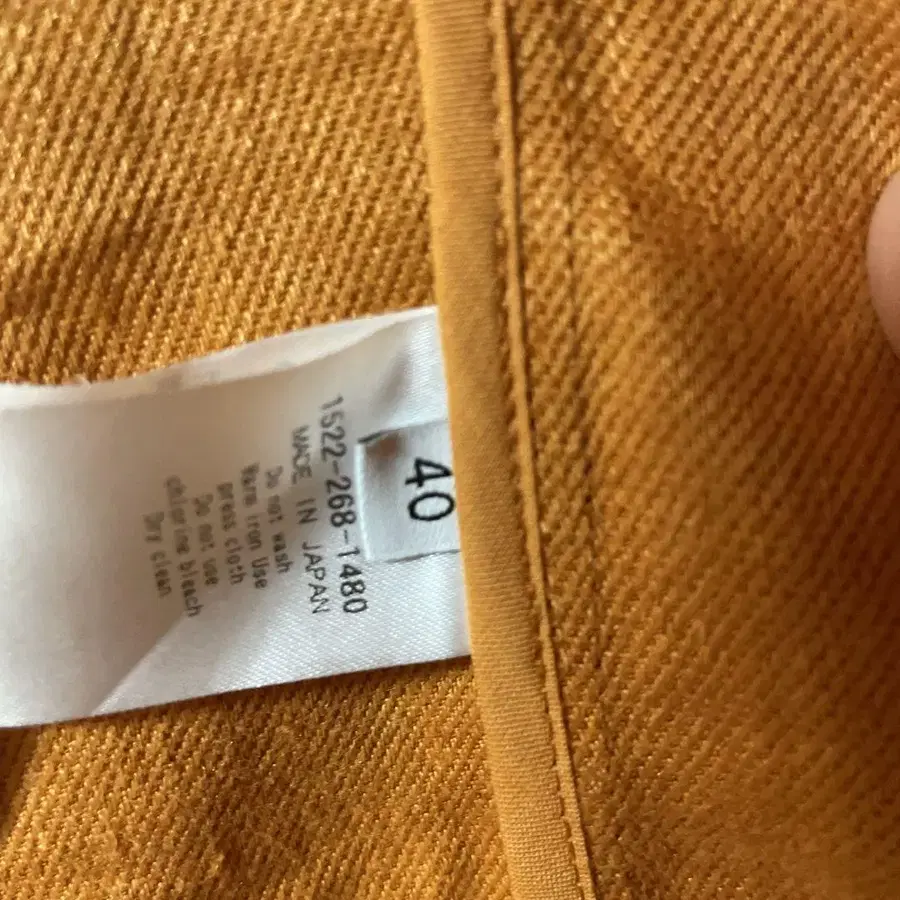 40
1522-268-1480
MADE IN JAPAN
Do not wash
Warm iron Use
press cloth
Do not use
chlorine bleach
Dry clean